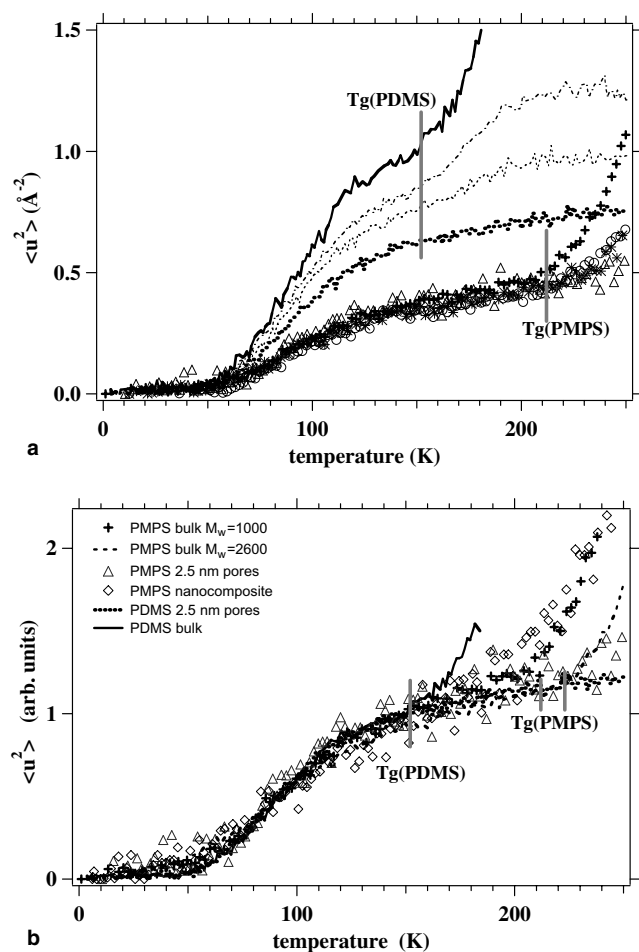 1.5
1.0
0.5
0.0
<u²> (Å⁻²)
Tg(PDMS)
Tg(PMPS)
100
200
temperature (K)
a
2
1
0
<u²> (arb. units)
PMPS bulk Mw=1000
PMPS bulk Mw=2600
PMPS 2.5 nm pores
PMPS nanocomposite
PDMS 2.5 nm pores
PDMS bulk
Tg(PDMS)
Tg(PMPS)
0
100
200
temperature (K)
b